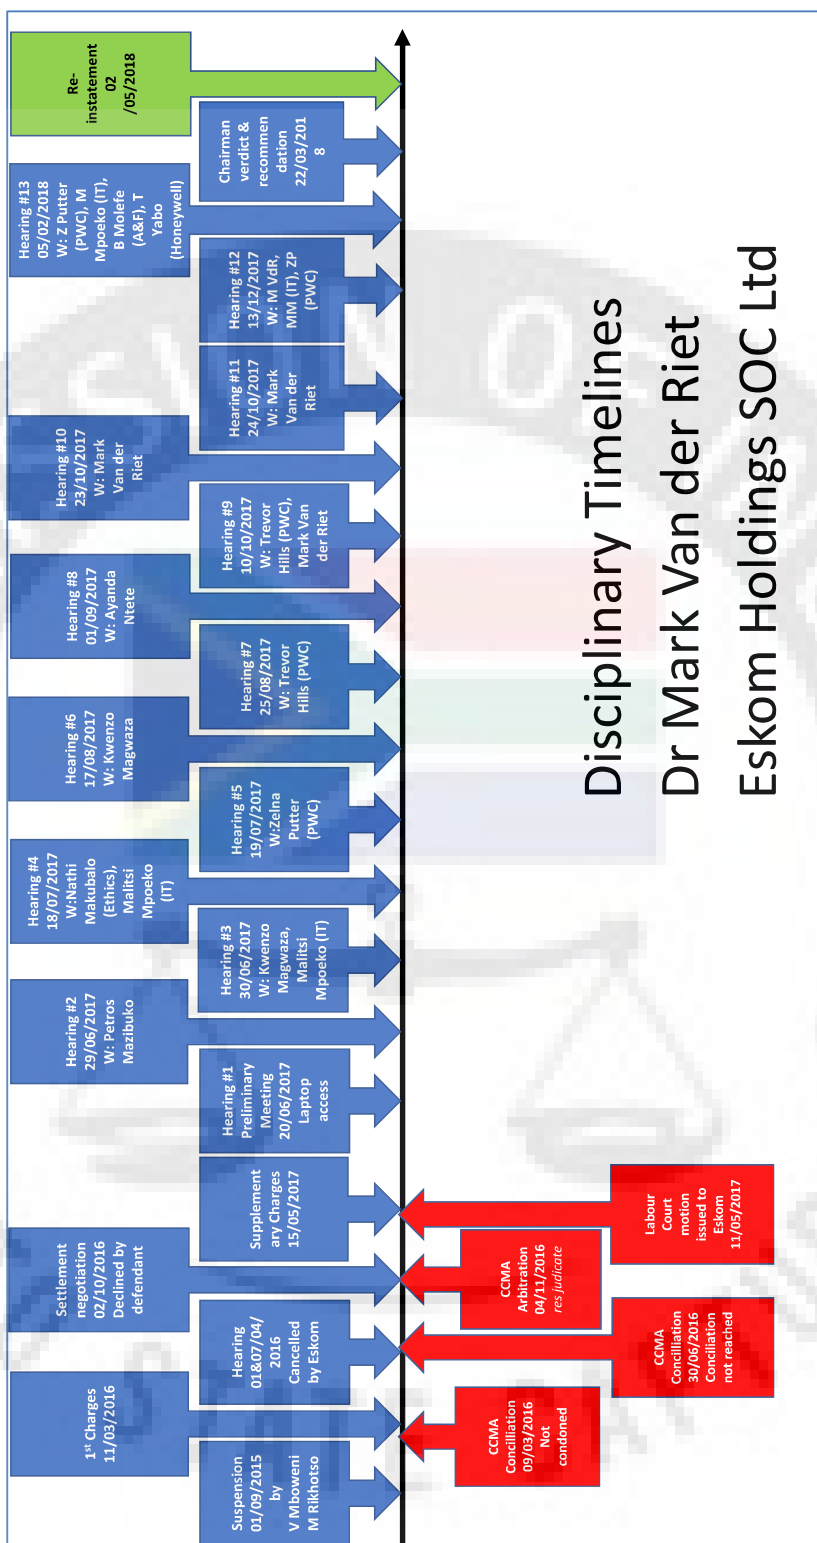 Suspension
01/09/2015
by
V Mboweni
M Rikhotso
1st Charges
11/03/2016
Hearing
01&07/04/
2016
Cancelled
by Eskom
Settlement
negotiation
02/10/2016
Declined by
defendant
Supplement
ary Charges
15/05/2017
Hearing #1
Preliminary
Meeting
20/06/2017
Laptop
access
Hearing #2
29/06/2017
W: Petros
Mazibuko
Hearing #3
30/06/2017
W: Kwenzo
Magwaza,
Malitsi
Mpoeko (IT)
Hearing #4
18/07/2017
W:Nathi
Makubalo
(Ethics),
Malitsi
Mpoeko
(IT)
Hearing #5
19/07/2017
W:Zelna
Putter
(PWC)
Hearing #6
17/08/2017
W: Kwenzo
Magwaza
Hearing #7
25/08/2017
W: Trevor
Hills (PWC)
Hearing #8
01/09/2017
W: Ayanda
Ntete
Hearing #9
10/10/2017
W: Trevor
Hills (PWC),
Mark Van
der Riet
Hearing #10
23/10/2017
W: Mark
Van der
Riet
Hearing #11
24/10/2017
W: Mark
Van der
Riet
Hearing #12
13/12/2017
W: M VdR,
MM (IT), ZP
(PWC)
Hearing #13
05/02/2018
W: Z Putter
(PWC), M
Mpoeko (IT),
B Molefe
(A&F), T
Yabo
(Honeywell)
Chairman
verdict &
recommen
dation
22/03/201
8
Re-
instatement
02
/05/2018
CCMA
Concilliation
09/03/2016
Not
condoned
CCMA
Concilliation
30/06/2016
Conciliation
not reached
CCMA
Arbitration
04/11/2016
res judicate
Labour
Court
motion
issued to
Eskom
11/05/2017
Disciplinary Timelines
Dr Mark Van der Riet
Eskom Holdings SOC Ltd